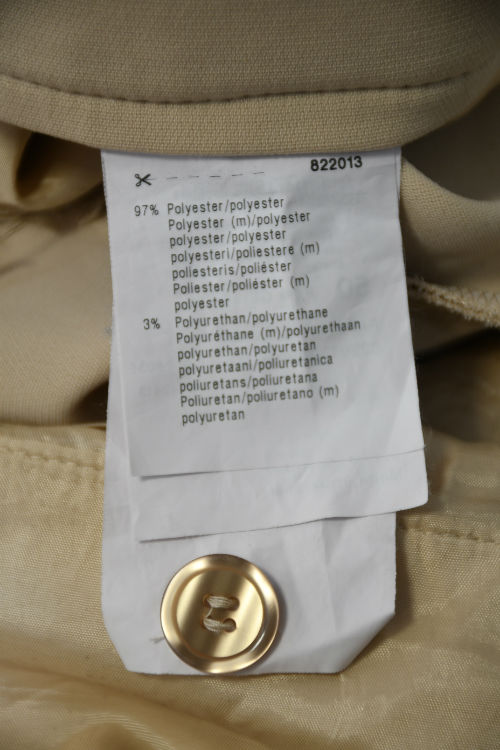 822013
97% Polyester/polyester
Polyester (m)/polyester
polyester/polyester
polyesteri/poliestere (m)
poliesteris/poliéster
Poliester/poliéster (m)
polyester
3% Polyurethan/polyurethane
Polyuréthane (m)/polyurethaan
polyurethan/polyuretan
polyuretaani/poliuretanica
poliuretans/poliuretana
Poliuretan/poliuretano (m)
polyuretan